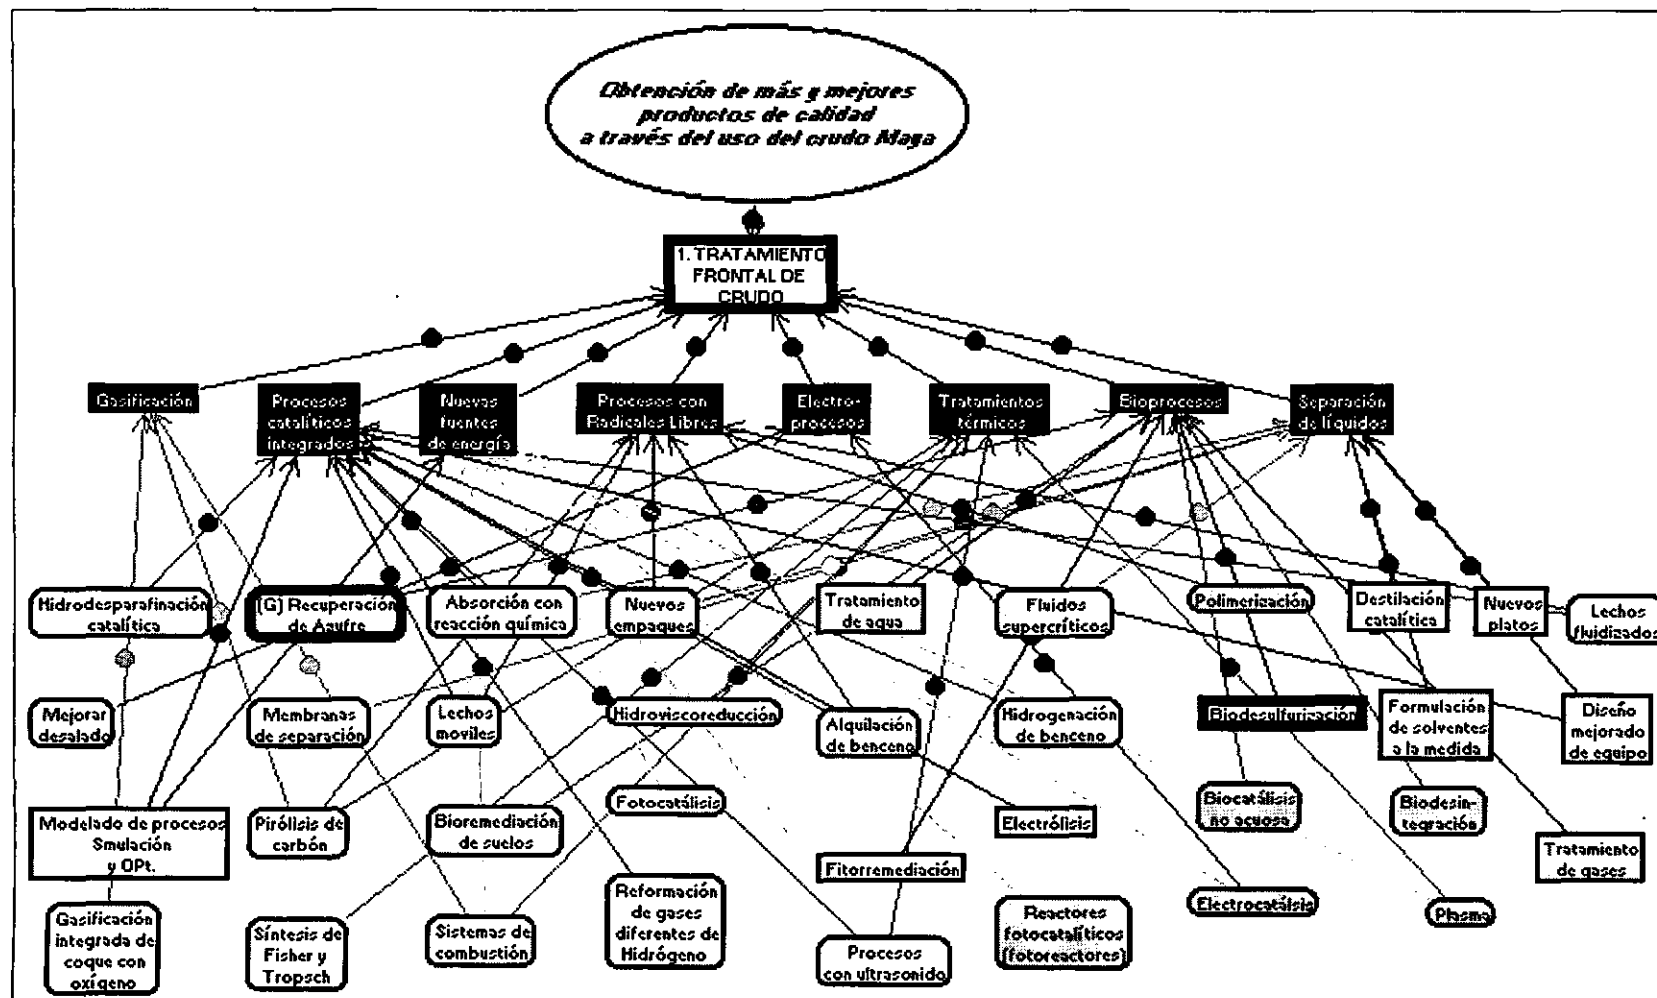 Obtención de más y mejores
productos de calidad
a través del uso del crudo Maya
1. TRATAMIENTO
FRONTAL DE
CRUDO
Gasificación
Procesos
catalíticos
integrados
Nuevas
fuentes
de energía
Procesos con
Radicales Libres
Electro-
procesos
Tratamientos
térmicos
Bioprocesos
Separación
de líquidos
Hidrodesparafinación
catalítica
(G) Recuperación
de Azufre
Absorción con
reacción química
Nuevos
empaques
Tratamiento
de agua
Fluidos
supercríticos
Polimerización
Destilación
catalítica
Nuevos
platos
Lechos
fluidizados
Mejorar
desalado
Membranas
de separación
Lechos
moviles
Hidroviscoreducción
Alquilación
de benceno
Hidrogenación
de benceno
Biodesulfurización
Formulación
de solventes
a la medida
Diseño
mejorado
de equipo
Modelado de procesos
Smulación
y OPt.
Pirólisis de
carbón
Bioremediación
de suelos
Fotocatálisis
Electrólisis
Biocatálisis
no acuosa
Biodesin-
tegración
Tratamiento
de gases
Fitorremediación
Gasificación
integrada de
coque con
oxígeno
Síntesis de
Fisher y
Tropsch
Sistemas de
combustión
Reformación
de gases
diferentes de
Hidrógeno
Procesos
con ultrasonido
Reactores
fotocatalíticos
(fotoreactores)
Electrocatálsis
Plasma